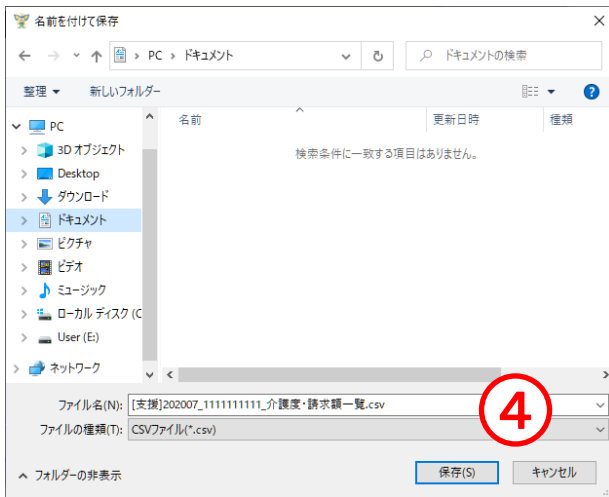 名前を付けて保存
PC › ドキュメント
ドキュメントの検索
整理 ▼ 新しいフォルダー
名前 更新日時 種類
検索条件に一致する項目はありません。
PC
3D オブジェクト
Desktop
ダウンロード
ドキュメント
ピクチャ
ビデオ
ミュージック
ローカル ディスク (C
User (E:)
ネットワーク
ファイル名(N): [支援]202007_1111111111_介護度・請求額一覧.csv
ファイルの種類(T): CSVファイル(*.csv)
④
フォルダーの非表示
保存(S) キャンセル